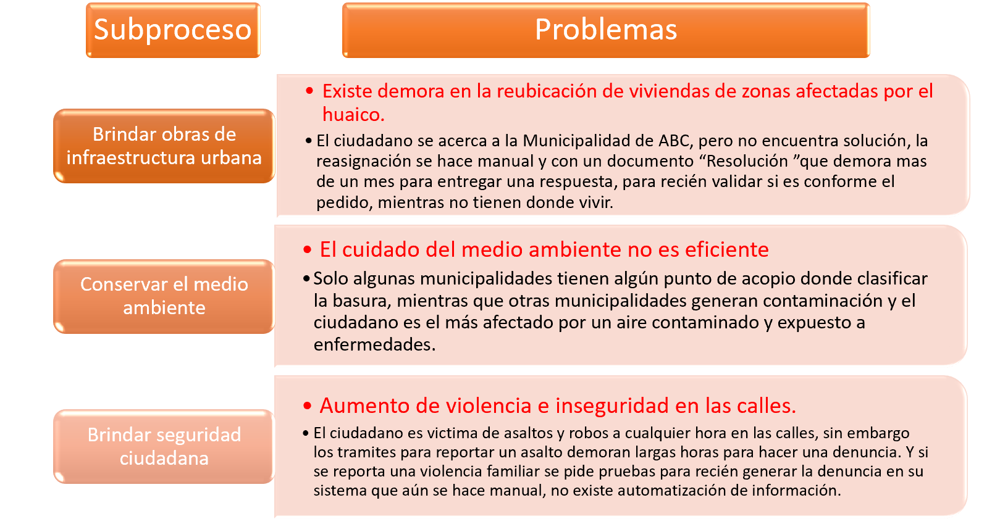 Subproceso
Problemas
Brindar obras de
infraestructura urbana
• Existe demora en la reubicación de viviendas de zonas afectadas por el
huaico.
• El ciudadano se acerca a la Municipalidad de ABC, pero no encuentra solución, la
reasignación se hace manual y con un documento “Resolución ”que demora mas
de un mes para entregar una respuesta, para recién validar si es conforme el
pedido, mientras no tienen donde vivir.
Conservar el medio
ambiente
• El cuidado del medio ambiente no es eficiente
• Solo algunas municipalidades tienen algún punto de acopio donde clasificar
la basura, mientras que otras municipalidades generan contaminación y el
ciudadano es el más afectado por un aire contaminado y expuesto a
enfermedades.
Brindar seguridad
ciudadana
• Aumento de violencia e inseguridad en las calles.
• El ciudadano es victima de asaltos y robos a cualquier hora en las calles, sin embargo
los tramites para reportar un asalto demoran largas horas para hacer una denuncia. Y si
se reporta una violencia familiar se pide pruebas para recién generar la denuncia en su
sistema que aún se hace manual, no existe automatización de información.